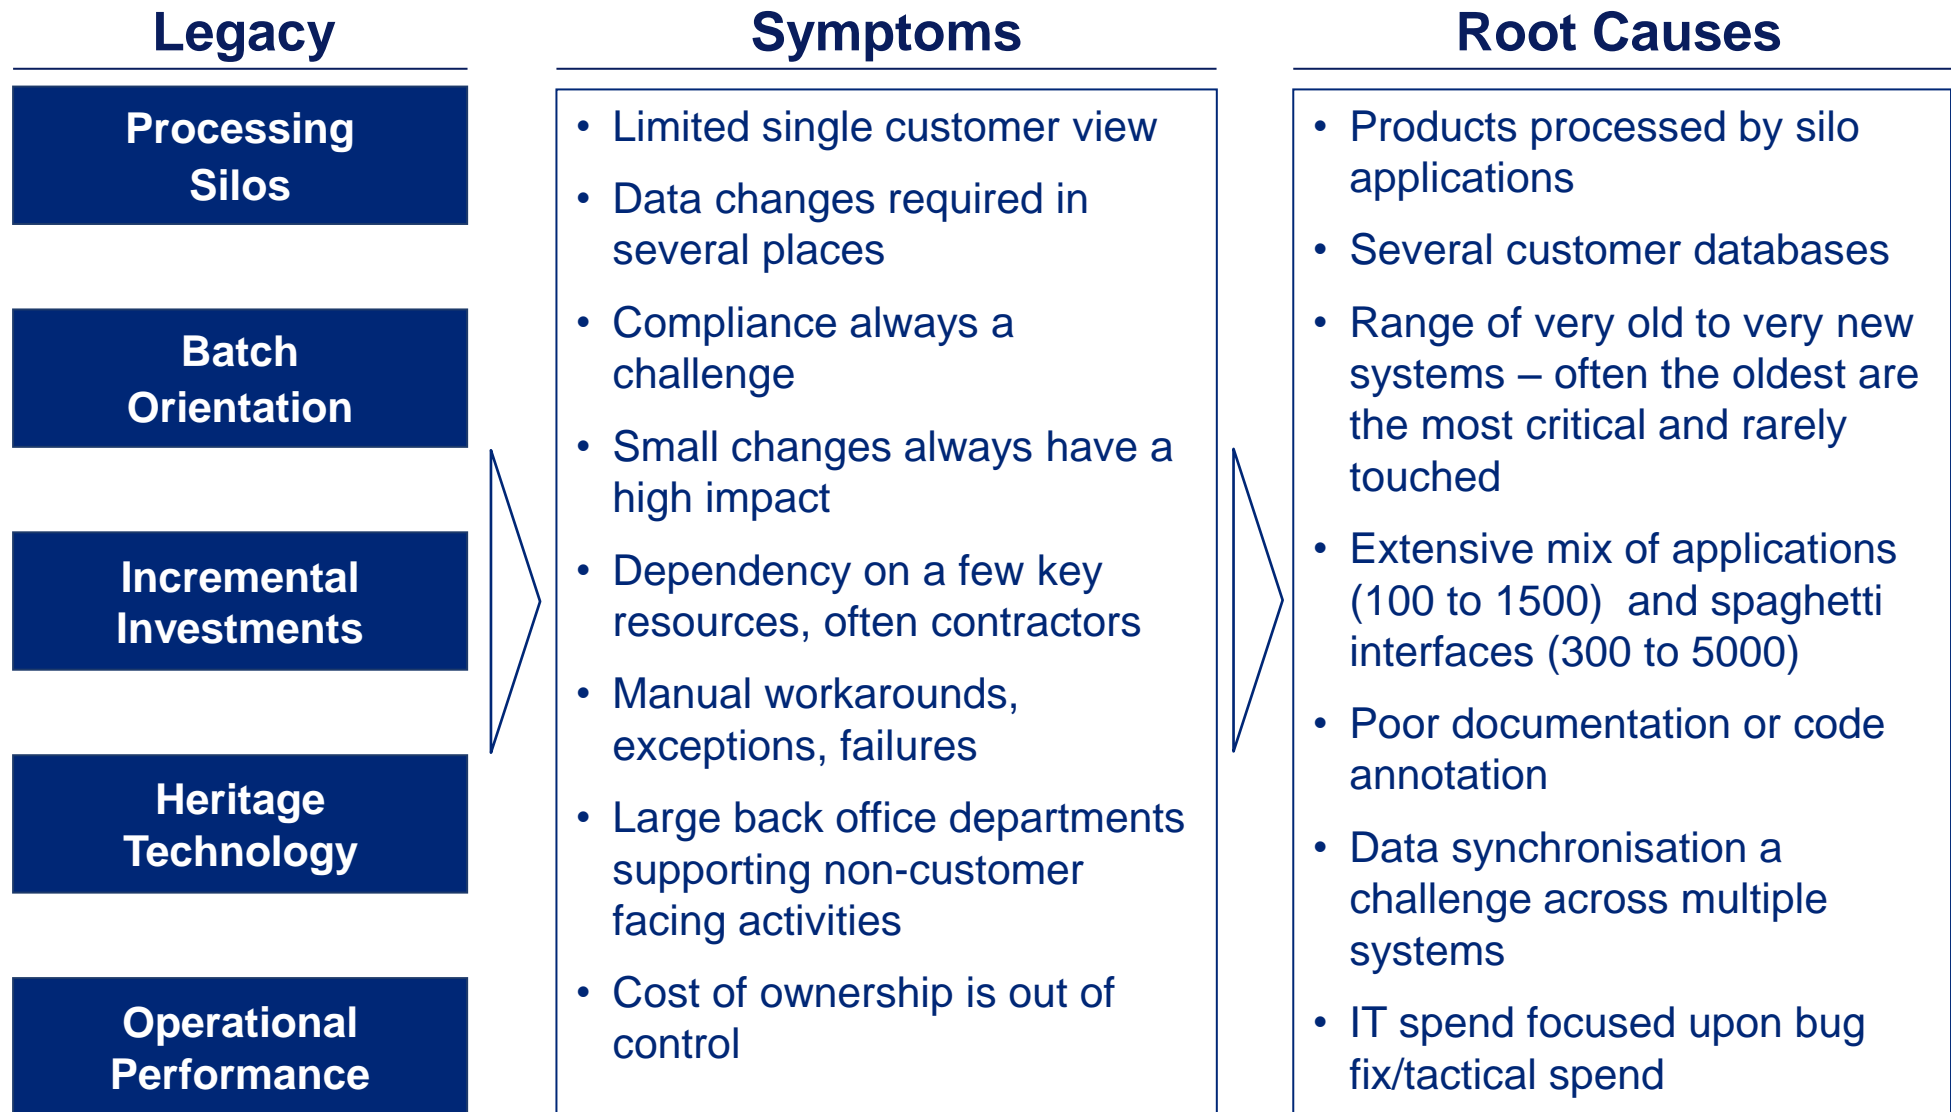 Legacy
Processing
Silos
Batch
Orientation
Incremental
Investments
Heritage
Technology
Operational
Performance
Symptoms
• Limited single customer view
• Data changes required in
several places
• Compliance always a
challenge
• Small changes always have a
high impact
• Dependency on a few key
resources, often contractors
• Manual workarounds,
exceptions, failures
• Large back office departments
supporting non-customer
facing activities
• Cost of ownership is out of
control
Root Causes
• Products processed by silo
applications
• Several customer databases
• Range of very old to very new
systems – often the oldest are
the most critical and rarely
touched
• Extensive mix of applications
(100 to 1500)  and spaghetti
interfaces (300 to 5000)
• Poor documentation or code
annotation
• Data synchronisation a
challenge across multiple
systems
• IT spend focused upon bug
fix/tactical spend